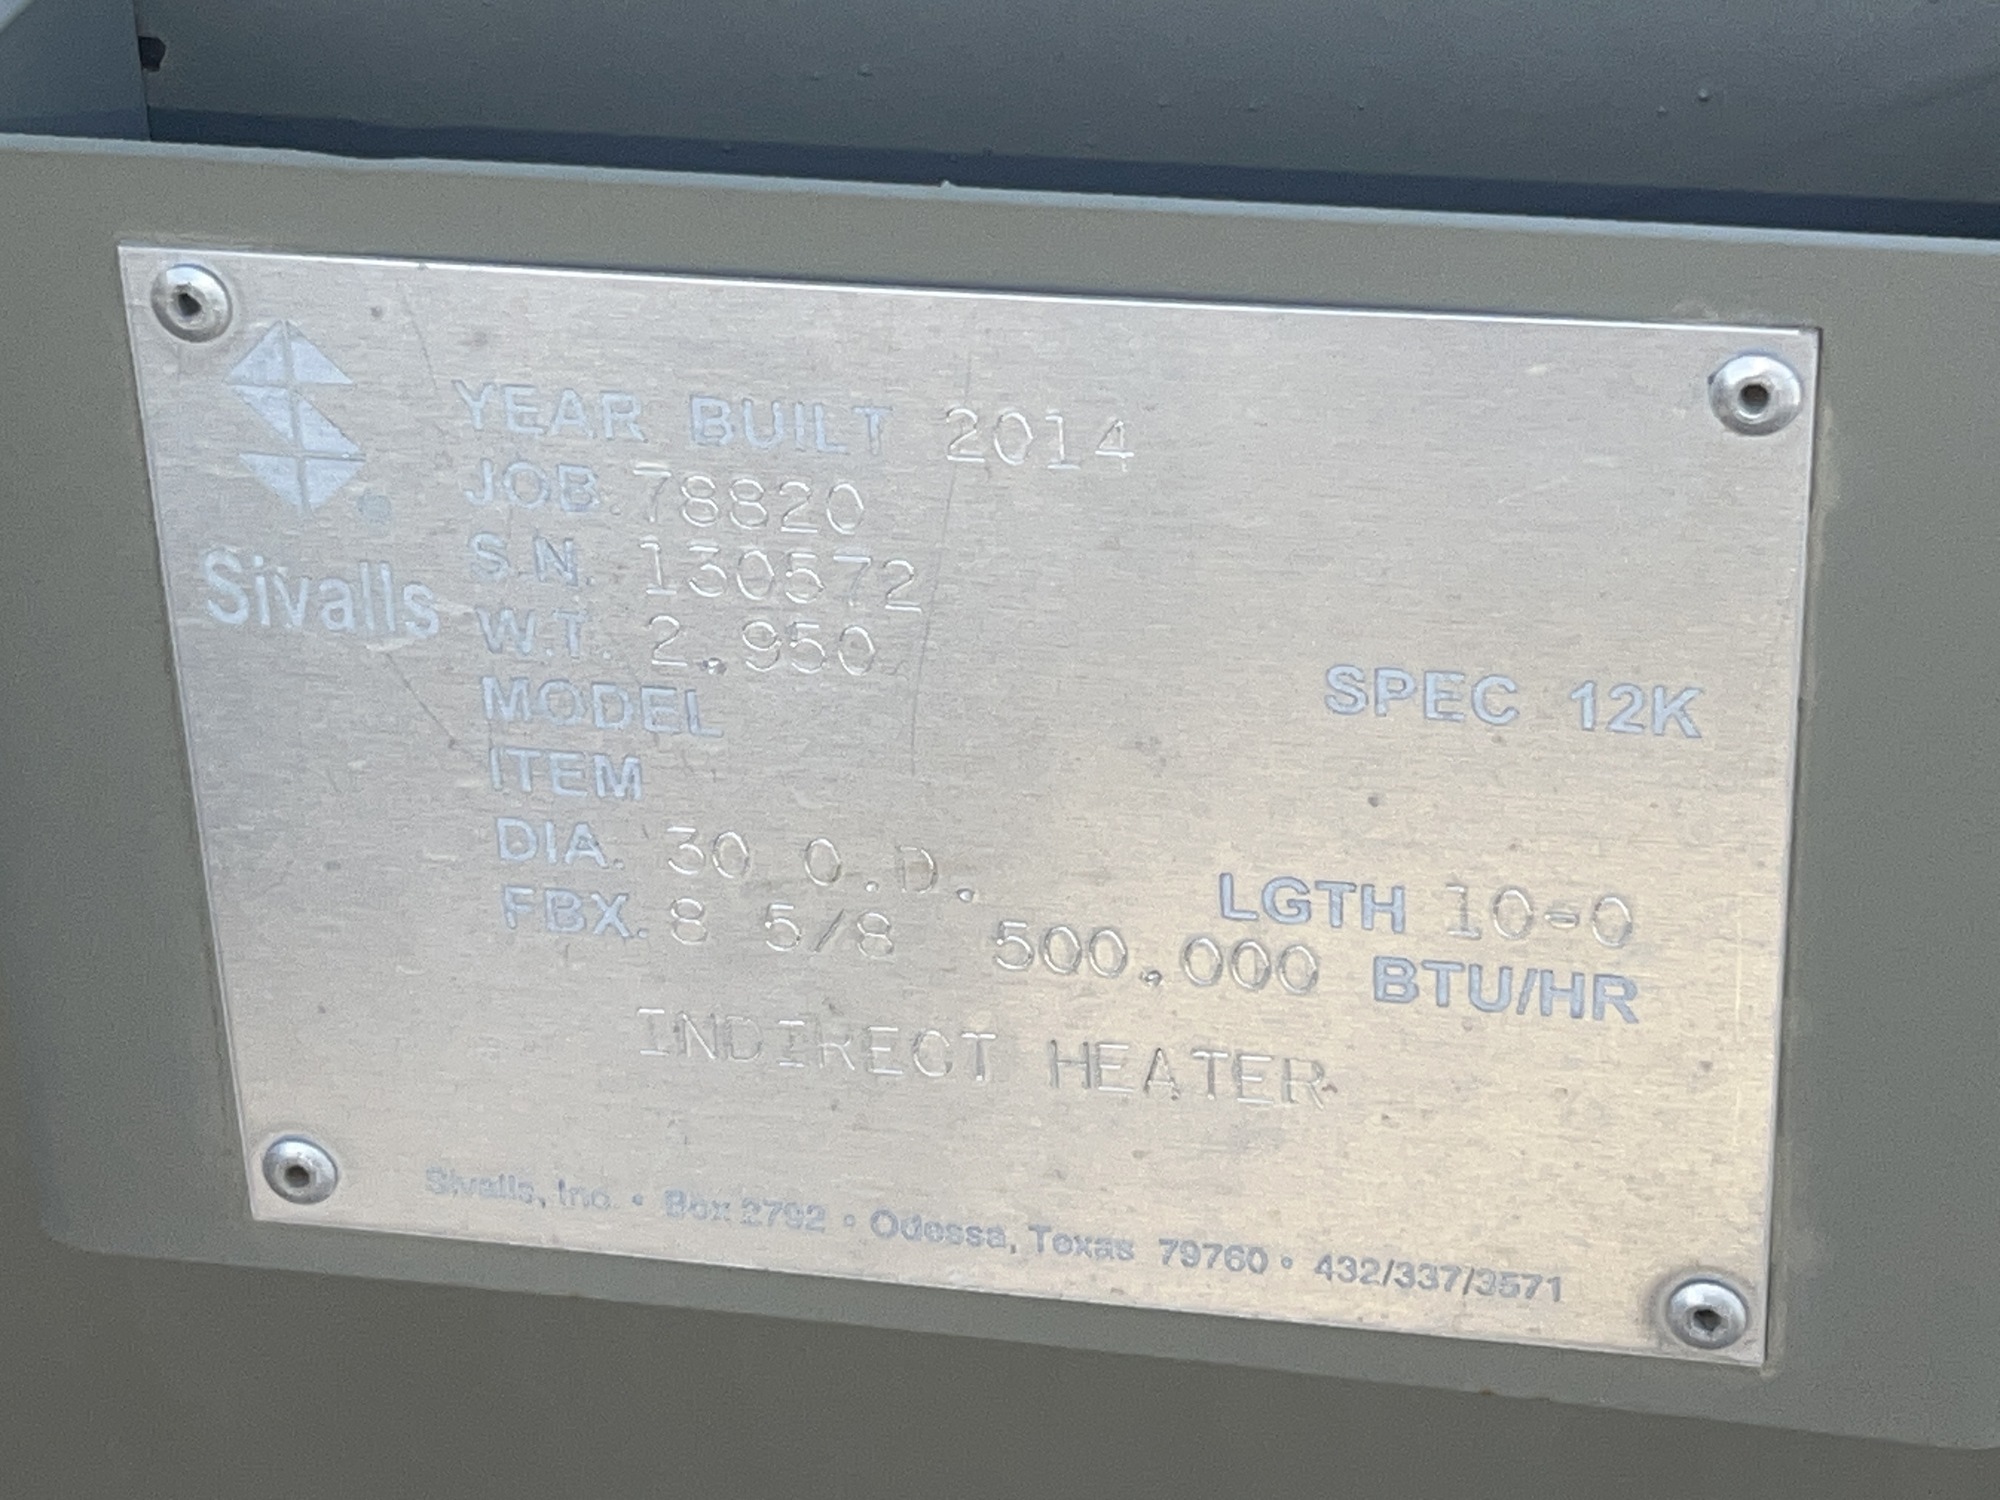 YEAR BUILT 2014
JOB 78820
S.N. 130572
Sivalls
W.T. 2.950
MODEL
SPEC 12K
ITEM
DIA. 30 O.D. LGTH 10-0
FBX. 8 5/8 500.000 BTU/HR
INDIRECT HEATER
Sivalls, Inc. • Box 2792 • Odessa, Texas 79760 • 432/337/3571